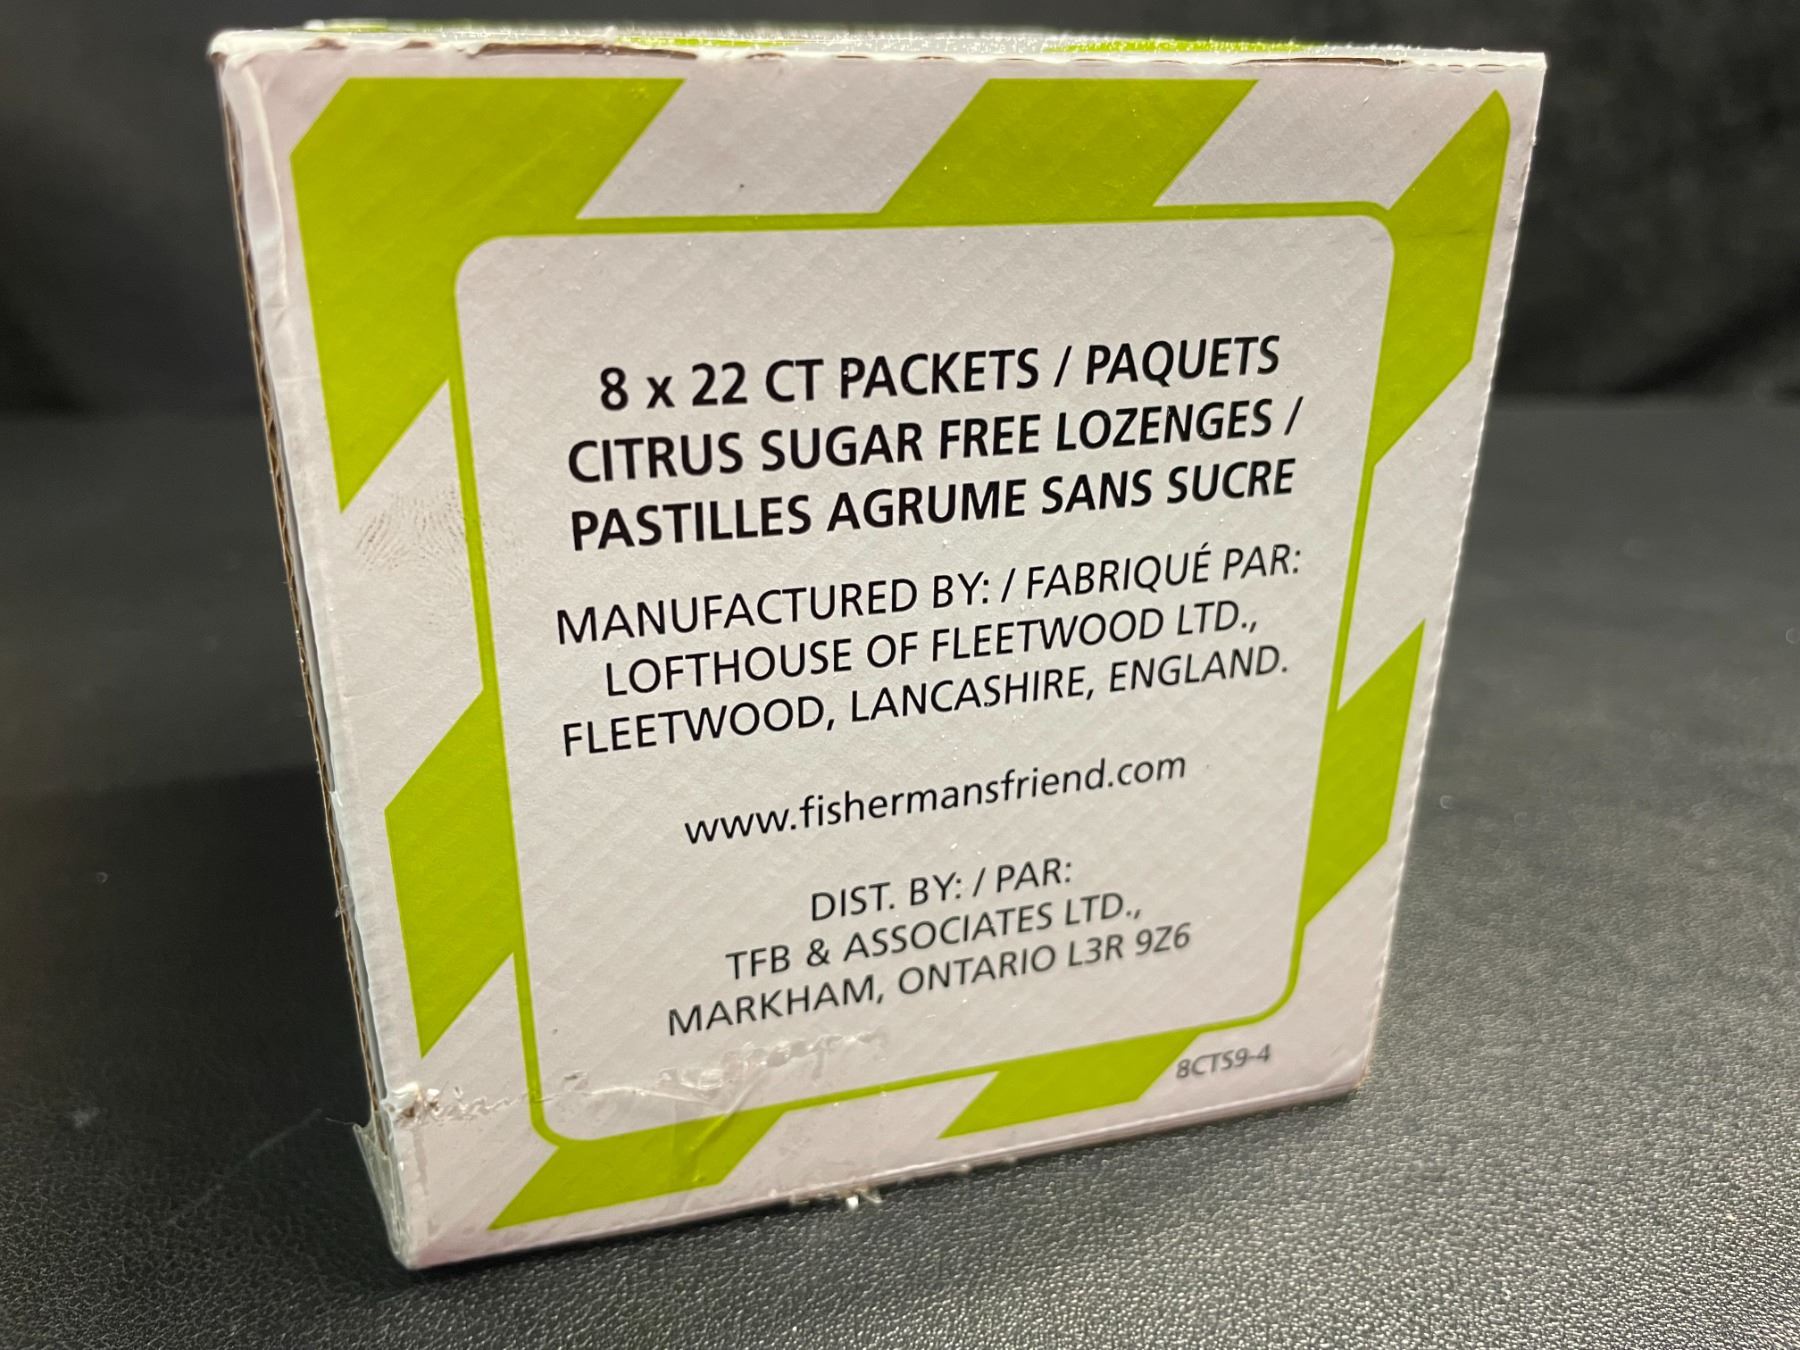 8 x 22 CT PACKETS / PAQUETS
CITRUS SUGAR FREE LOZENGES /
PASTILLES AGRUME SANS SUCRE
MANUFACTURED BY: / FABRIQUÉ PAR:
LOFTHOUSE OF FLEETWOOD LTD.,
FLEETWOOD, LANCASHIRE, ENGLAND.
www.fishermansfriend.com
DIST. BY: / PAR:
TFB & ASSOCIATES LTD.,
MARKHAM, ONTARIO L3R 9Z6
8CTS9-4